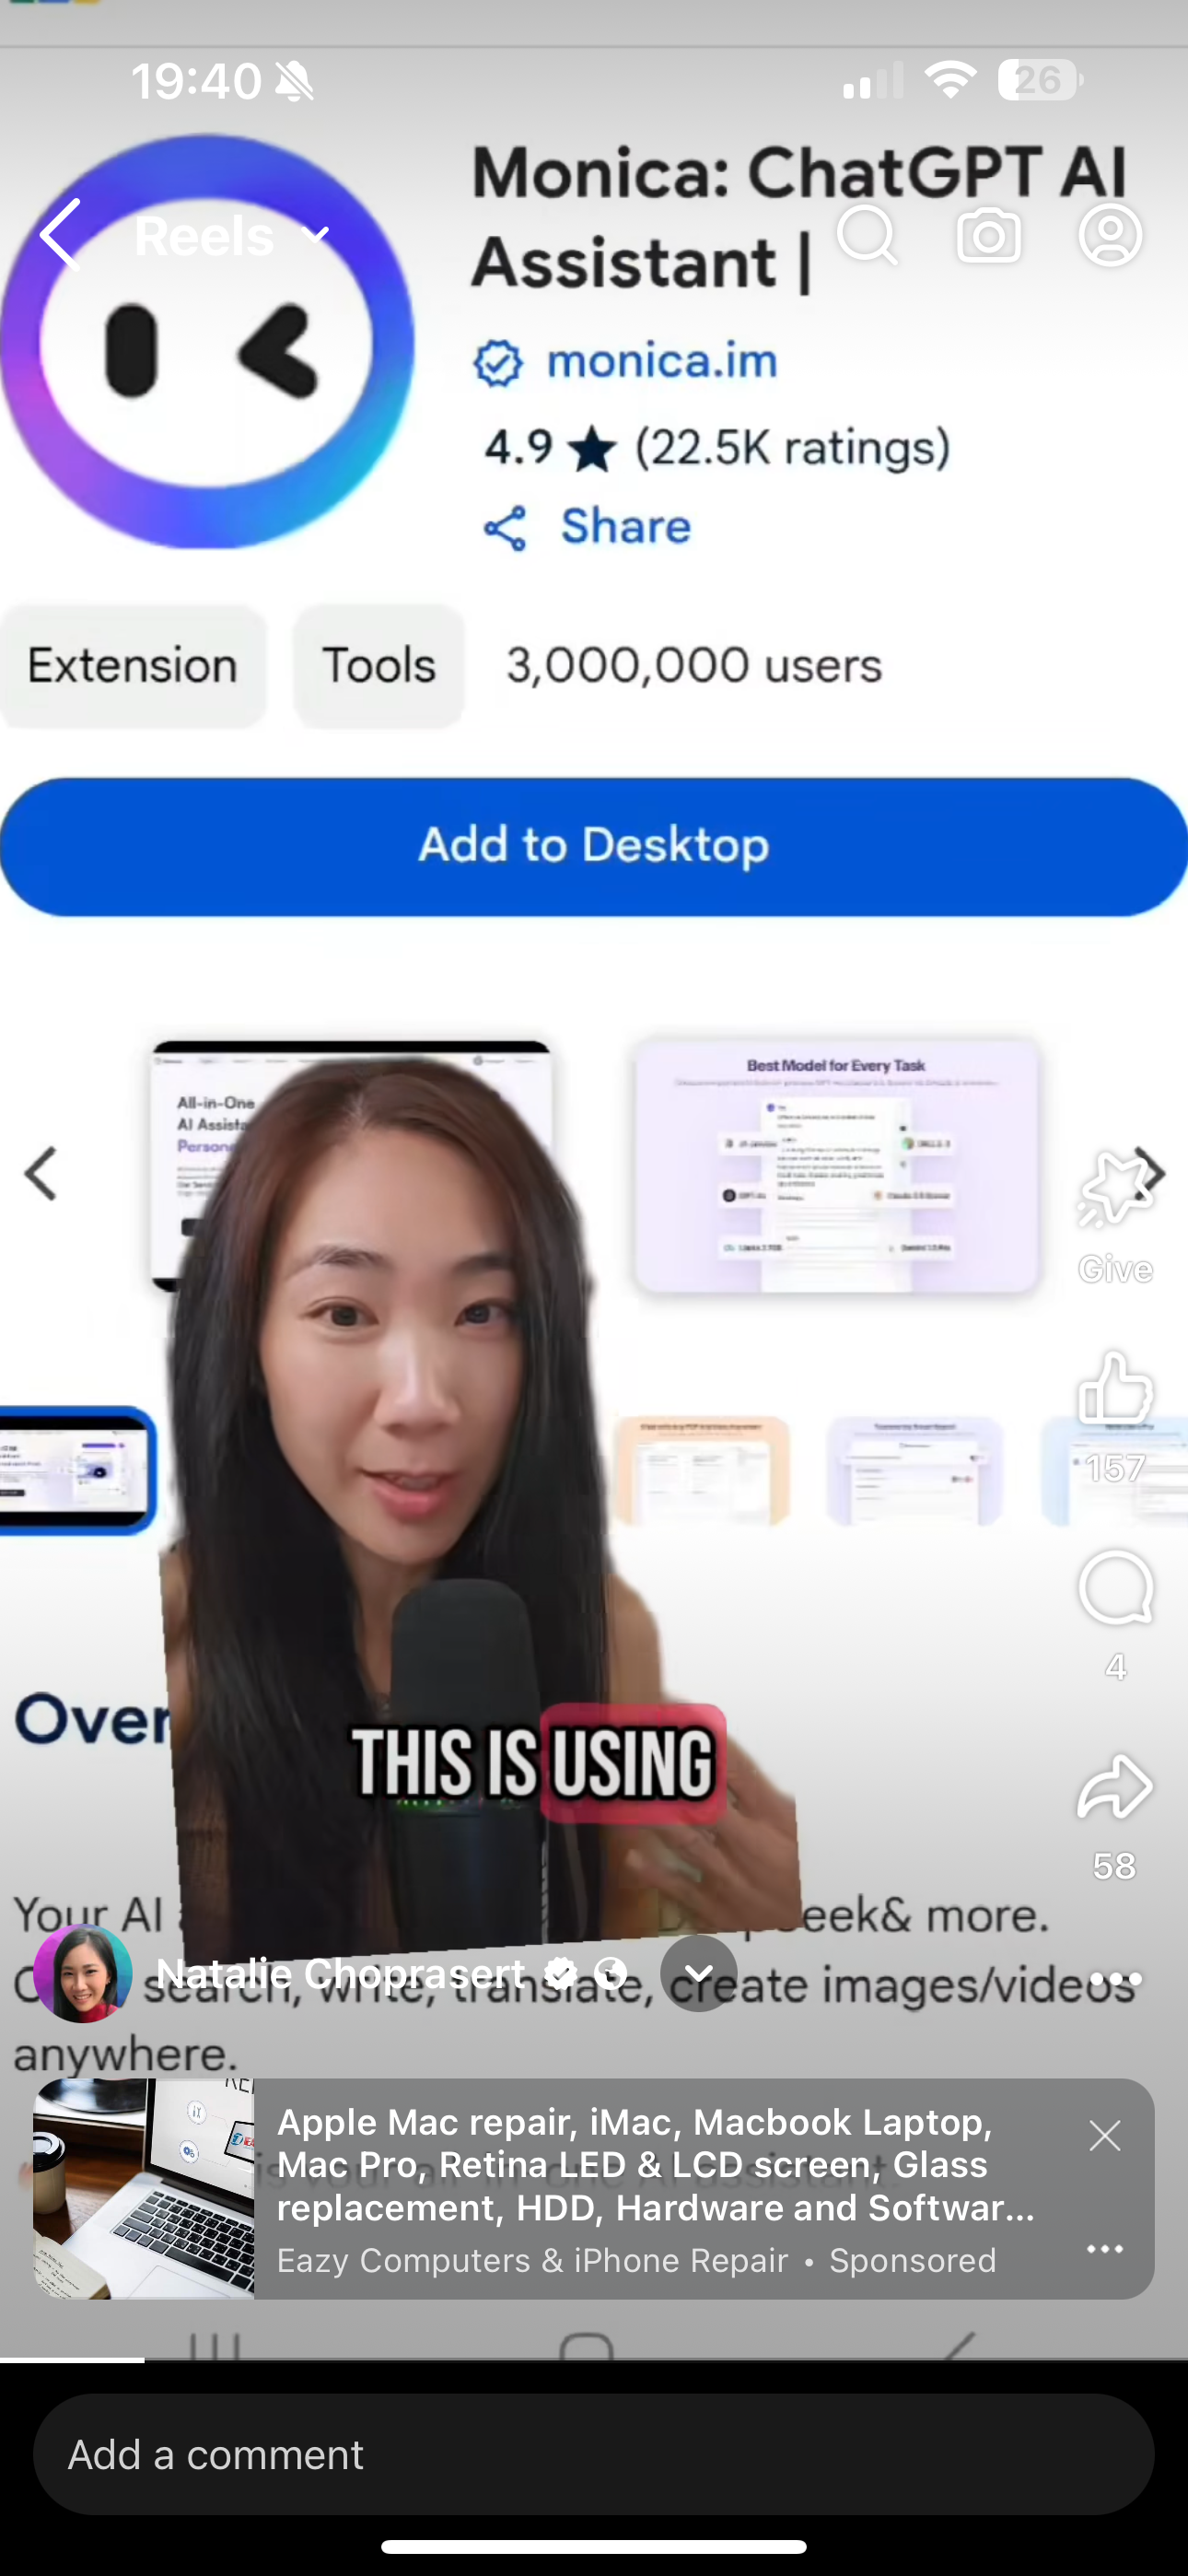 19:40
26
Monica: ChatGPT AI
Assistant |
Reels
monica.im
4.9 ★ (22.5K ratings)
Share
Extension
Tools
3,000,000 users
Add to Desktop
All-in-One
AI Assista
Person
Best Model for Every Task
Give
157
4
Over
THIS IS USING
58
Your AI
eek& more.
Natalie Choprasert
search, write, translate, create images/videos
anywhere.
Apple Mac repair, iMac, Macbook Laptop,
Mac Pro, Retina LED & LCD screen, Glass
replacement, HDD, Hardware and Softwar...
Eazy Computers & iPhone Repair • Sponsored
Add a comment